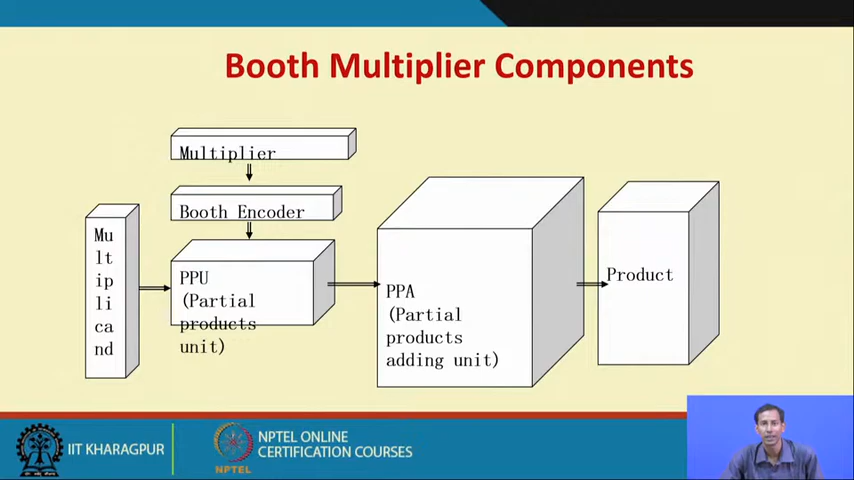 Booth Multiplier Components
Multiplier
Booth Encoder
Mu
lt
ip
li
ca
nd
PPU
(Partial
products
unit)
PPA
(Partial
products
adding unit)
Product
IIT KHARAGPUR
NPTEL
NPTEL ONLINE
CERTIFICATION COURSES